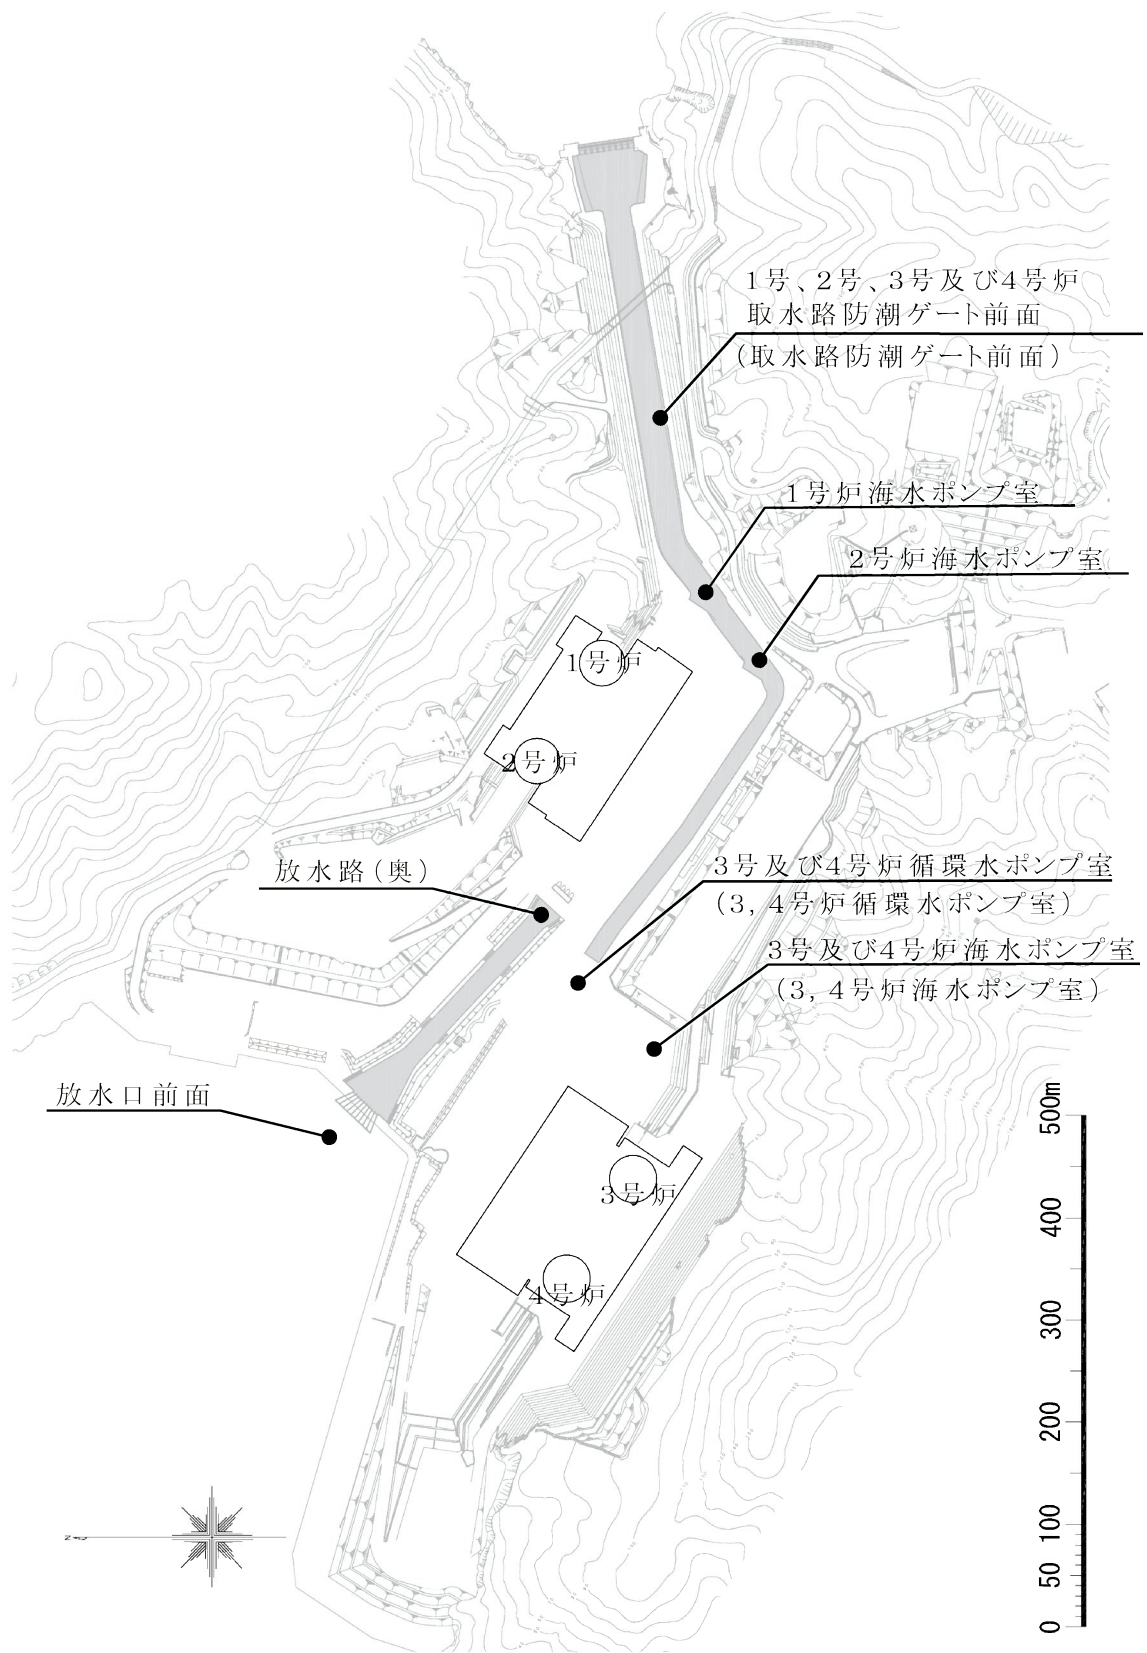 1号、2号、3号及び4号炉
取水路防潮ゲート前面
(取水路防潮ゲート前面)
1号炉海水ポンプ室
2号炉海水ポンプ室
1号炉
2号炉
放水路(奥)
3号及び4号炉循環水ポンプ室
(3,4号炉循環水ポンプ室)
3号及び4号炉海水ポンプ室
(3,4号炉海水ポンプ室)
放水口前面
3号炉
4号炉
500m
400
300
200
100
50
0
N